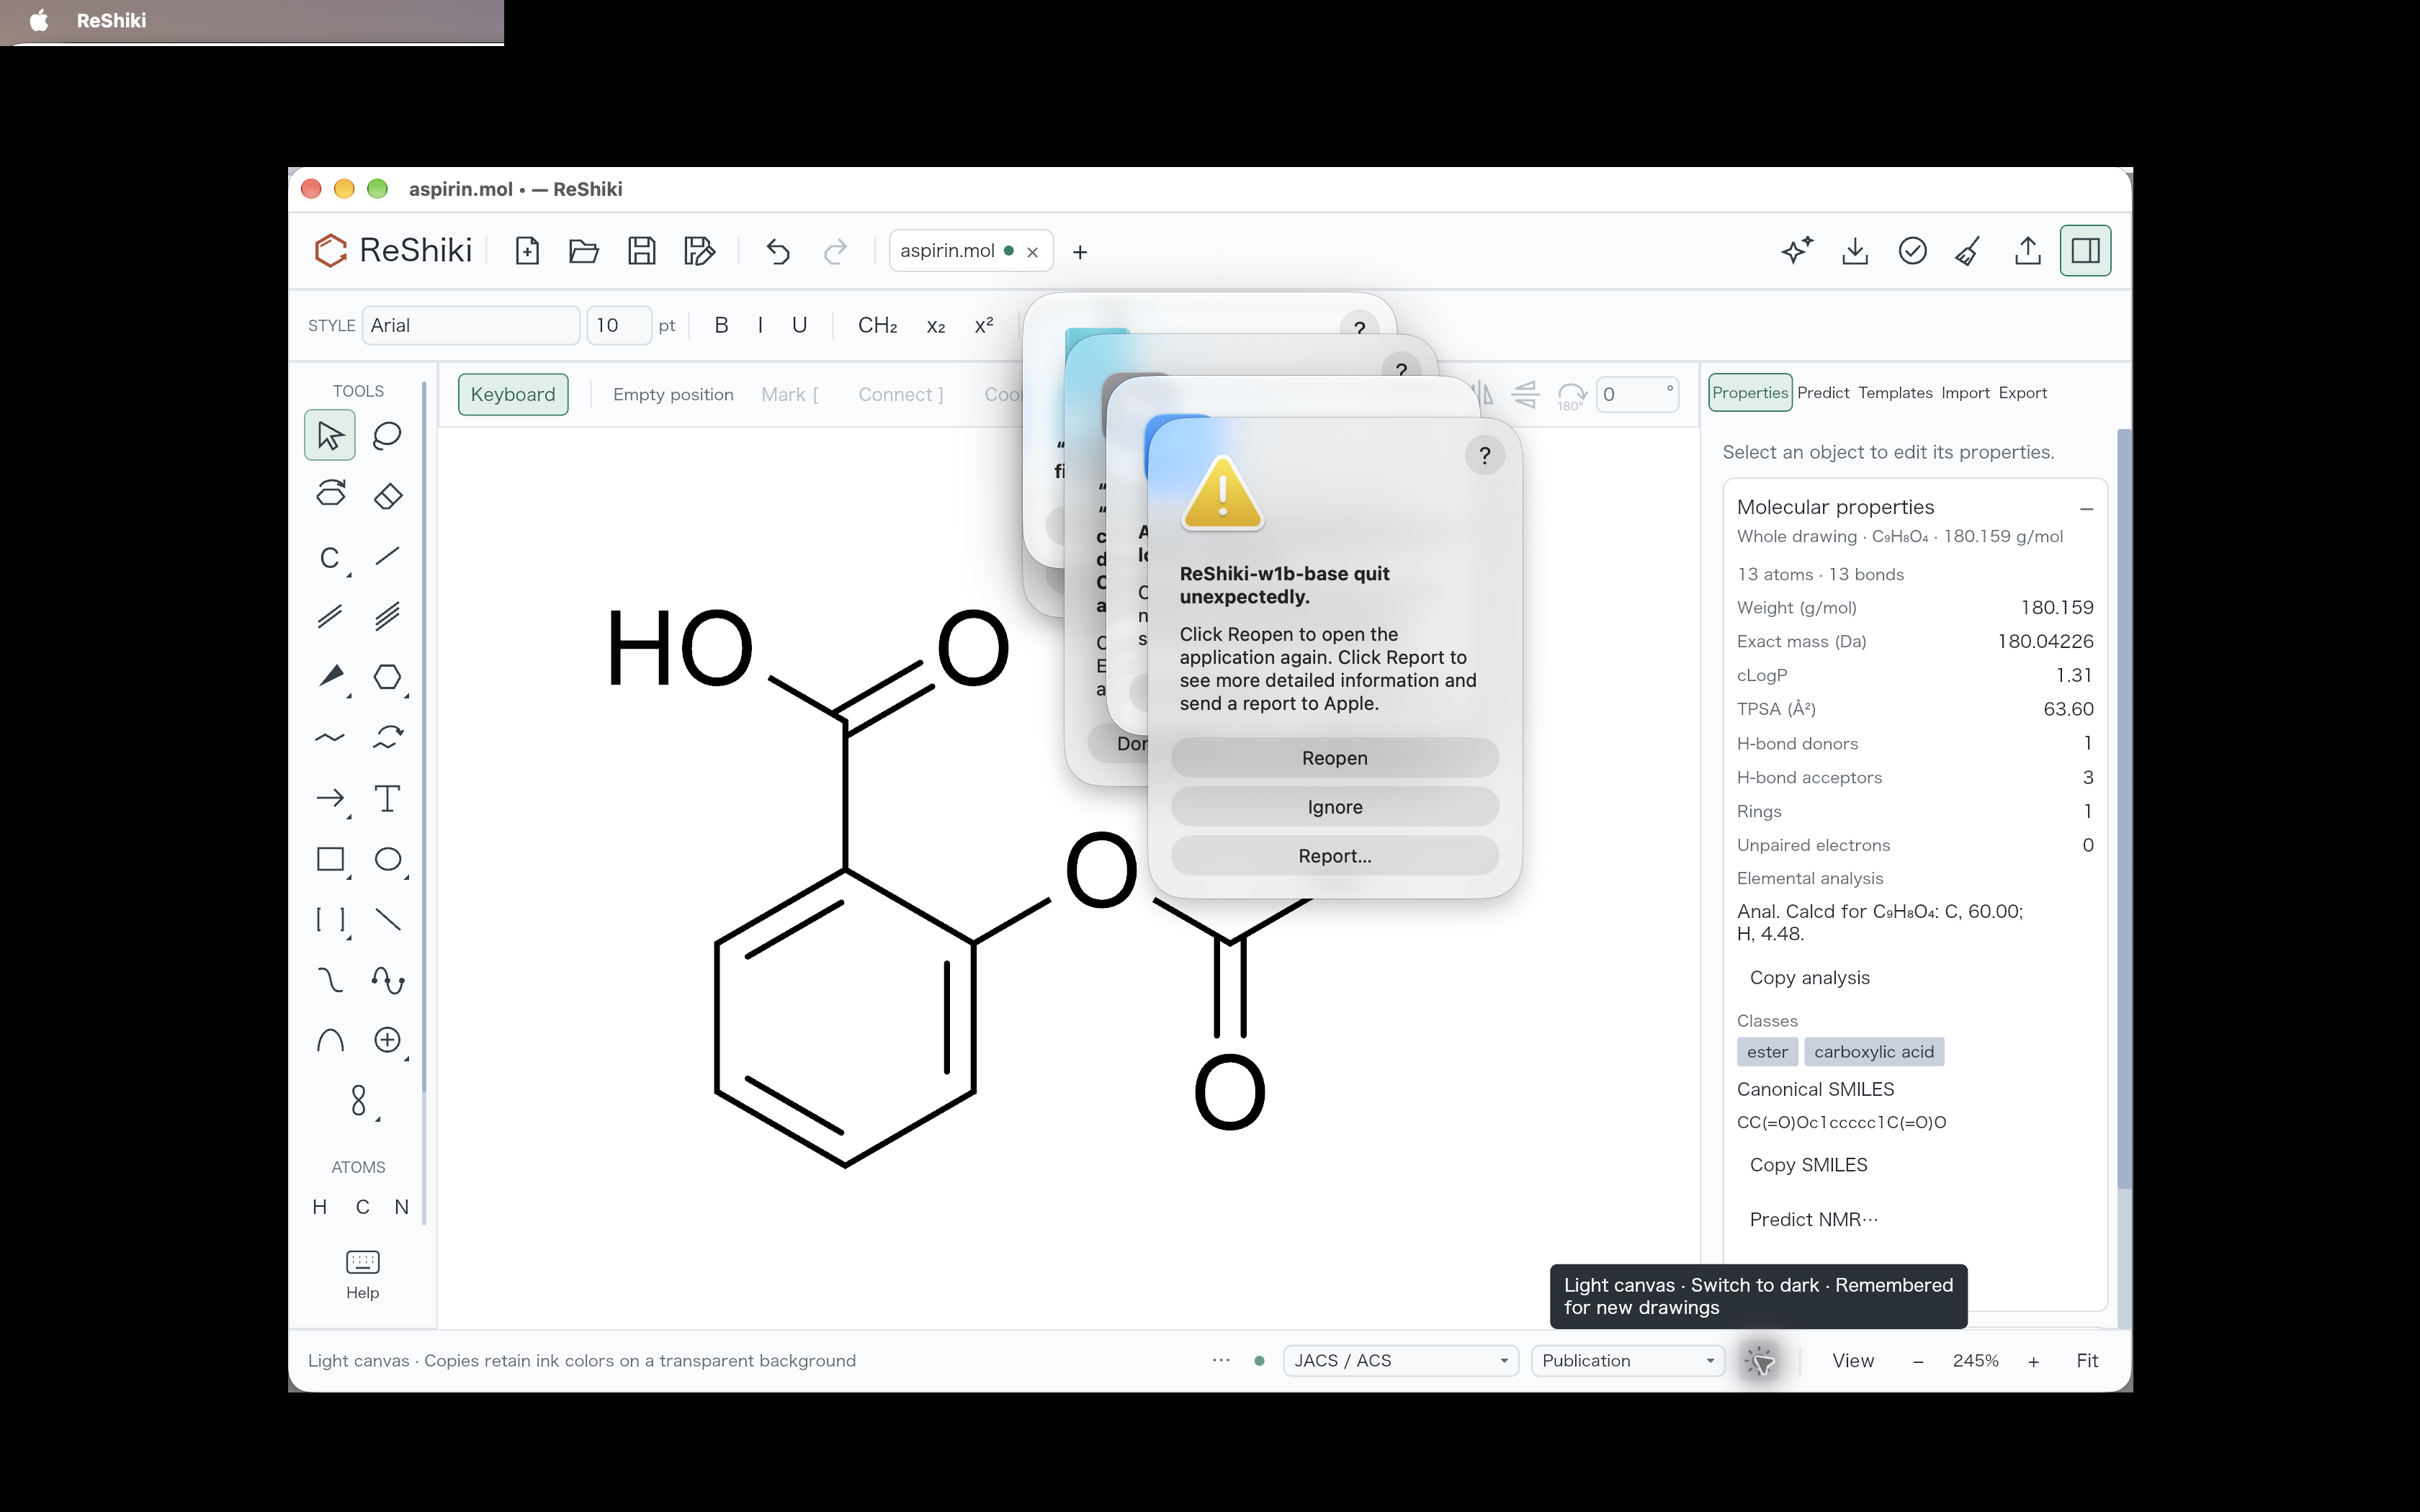 ReShiki
aspirin.mol • — ReShiki
ReShiki
aspirin.mol
+
STYLE Arial 10 pt B I U CH₂ x₂ x²
?
?
TOOLS
Keyboard Empty position Mark [ Connect ]
180° 0 °
Properties Predict Templates Import Export
C
T
[ ]
ATOMS
H C N
Help
HO O
O
O
?
ReShiki-w1b-base quit
unexpectedly.
Click Reopen to open the
application again. Click Report to
see more detailed information and
send a report to Apple.
Reopen
Ignore
Report...
Select an object to edit its properties.
Molecular properties –
Whole drawing · C₉H₈O₄ · 180.159 g/mol
13 atoms · 13 bonds
Weight (g/mol) 180.159
Exact mass (Da) 180.04226
cLogP 1.31
TPSA (Å²) 63.60
H-bond donors 1
H-bond acceptors 3
Rings 1
Unpaired electrons 0
Elemental analysis
Anal. Calcd for C₉H₈O₄: C, 60.00;
H, 4.48.
Copy analysis
Classes
ester carboxylic acid
Canonical SMILES
CC(=O)Oc1ccccc1C(=O)O
Copy SMILES
Predict NMR···
Light canvas · Switch to dark · Remembered
for new drawings
Light canvas · Copies retain ink colors on a transparent background
··· JACS / ACS Publication View – 245% + Fit